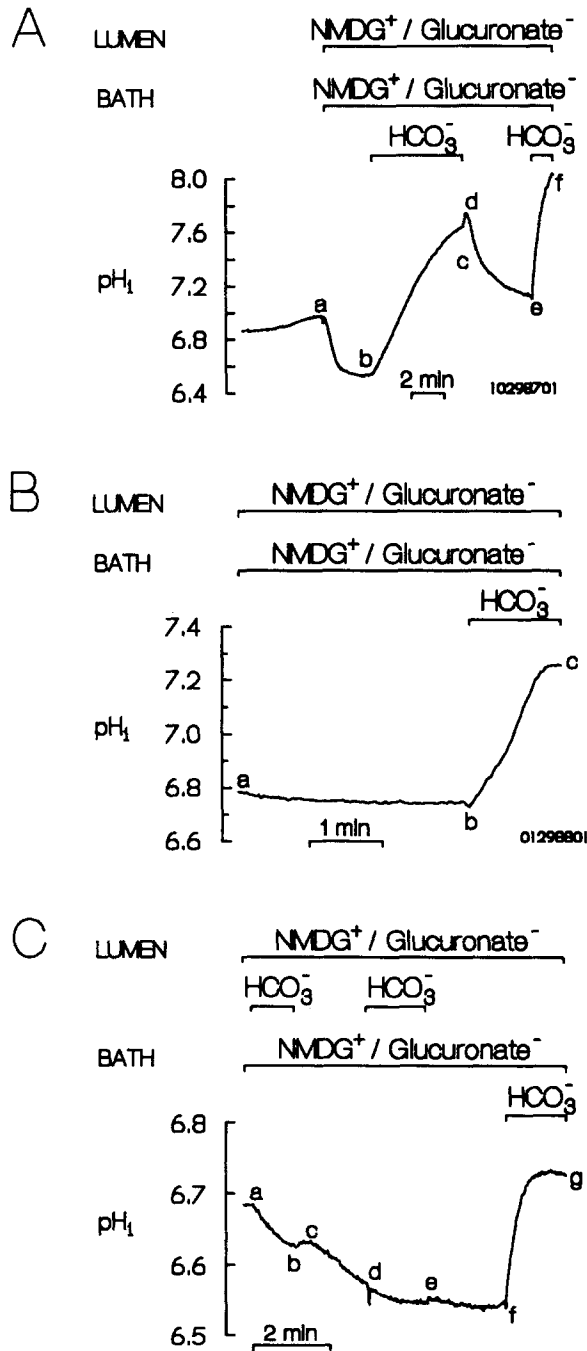 A
LUMEN NMDG⁺ / Glucuronate⁻
BATH NMDG⁺ / Glucuronate⁻
HCO₃⁻ HCO₃⁻
8.0
7.6
7.2
6.8
6.4
pHᵢ
a b c d e f
2 min
10298701
B
LUMEN NMDG⁺ / Glucuronate⁻
BATH NMDG⁺ / Glucuronate⁻
HCO₃⁻
7.4
7.2
7.0
6.8
6.6
pHᵢ
a b c
1 min
01298801
C
LUMEN NMDG⁺ / Glucuronate⁻
HCO₃⁻ HCO₃⁻
BATH NMDG⁺ / Glucuronate⁻
HCO₃⁻
6.8
6.7
6.6
6.5
pHᵢ
a b c d e f g
2 min